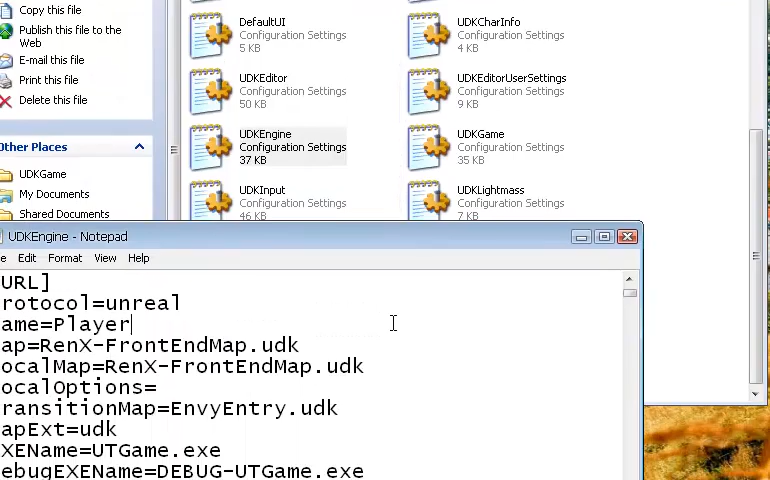 Copy this file
Publish this file to the
Web
E-mail this file
Print this file
Delete this file
Other Places
UDKGame
My Documents
Shared Documents
DefaultUI
Configuration Settings
5 KB
UDKCharInfo
Configuration Settings
4 KB
UDKEditor
Configuration Settings
50 KB
UDKEditorUserSettings
Configuration Settings
9 KB
UDKEngine
Configuration Settings
37 KB
UDKGame
Configuration Settings
35 KB
UDKInput
Configuration Settings
46 KB
UDKLightmass
Configuration Settings
7 KB
UDKEngine - Notepad
e Edit Format View Help
URL]
rotocol=unreal
ame=Player
ap=RenX-FrontEndMap.udk
ocalMap=RenX-FrontEndMap.udk
ocalOptions=
ransitionMap=EnvyEntry.udk
apExt=udk
XEName=UTGame.exe
ebugEXEName=DEBUG-UTGame.exe